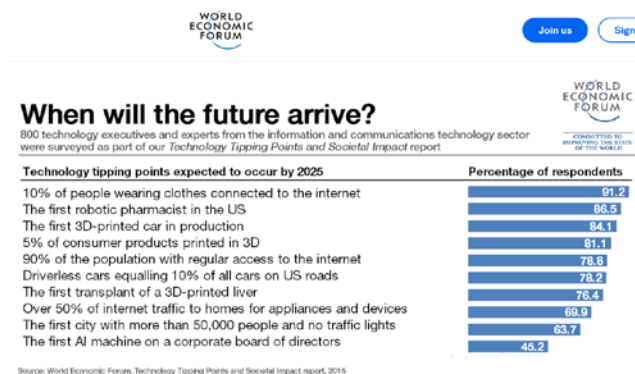 WORLD
ECONOMIC
FORUM
Join us
Sign
WORLD
ECONOMIC
FORUM
COMMITTED TO
IMPROVING THE STATE
OF THE WORLD
When will the future arrive?
800 technology executives and experts from the information and communications technology sector
were surveyed as part of our Technology Tipping Points and Societal Impact report
Technology tipping points expected to occur by 2025 Percentage of respondents
10% of people wearing clothes connected to the internet 91.2
The first robotic pharmacist in the US 86.5
The first 3D-printed car in production 84.1
5% of consumer products printed in 3D 81.1
90% of the population with regular access to the internet 78.8
Driverless cars equalling 10% of all cars on US roads 78.2
The first transplant of a 3D-printed liver 76.4
Over 50% of internet traffic to homes for appliances and devices 69.9
The first city with more than 50,000 people and no traffic lights 63.7
The first AI machine on a corporate board of directors 45.2
Source: World Economic Forum, Technology Tipping Points and Societal Impact report, 2015